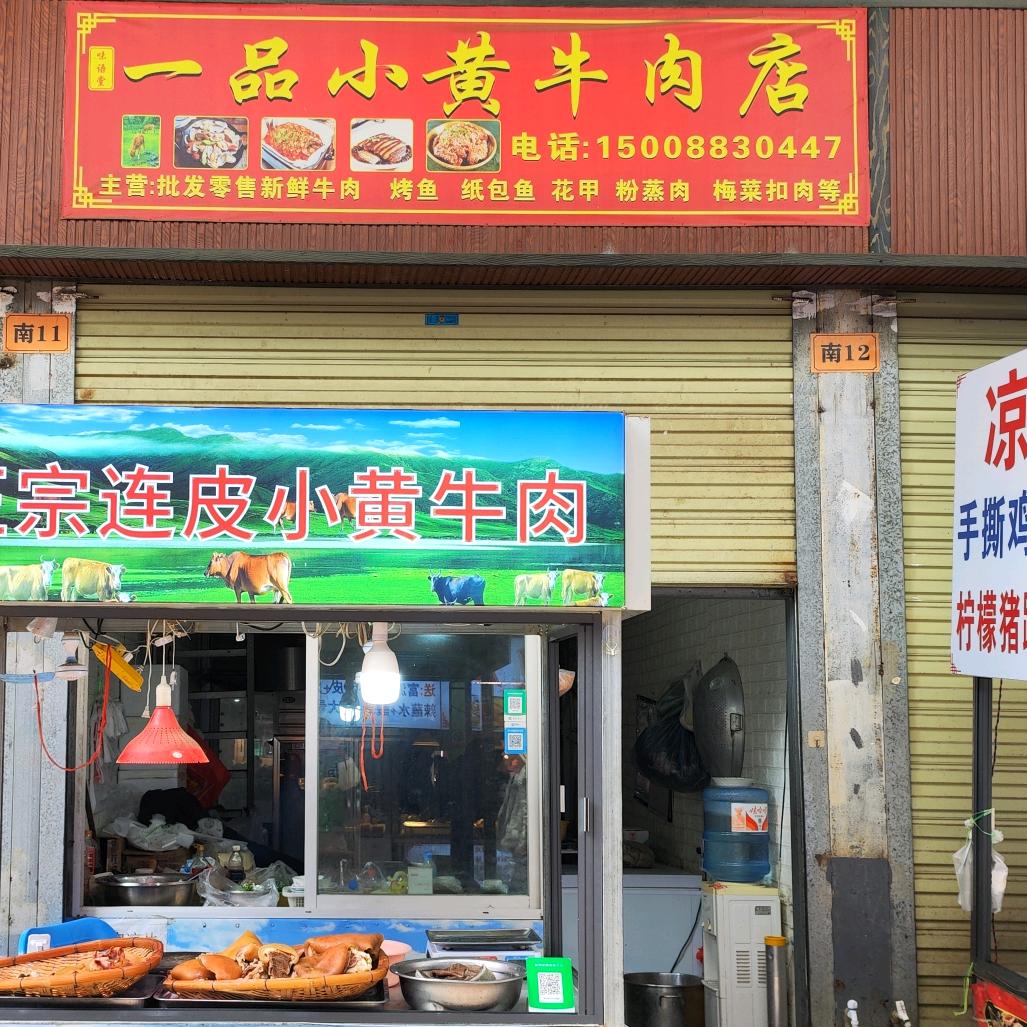 味语堂
一品小黄牛肉店
电话:15008830447
主营:批发零售新鲜牛肉 烤鱼 纸包鱼 花甲 粉蒸肉 梅菜扣肉等
南11
南12
正宗连皮小黄牛肉
凉
手撕鸡
柠檬猪